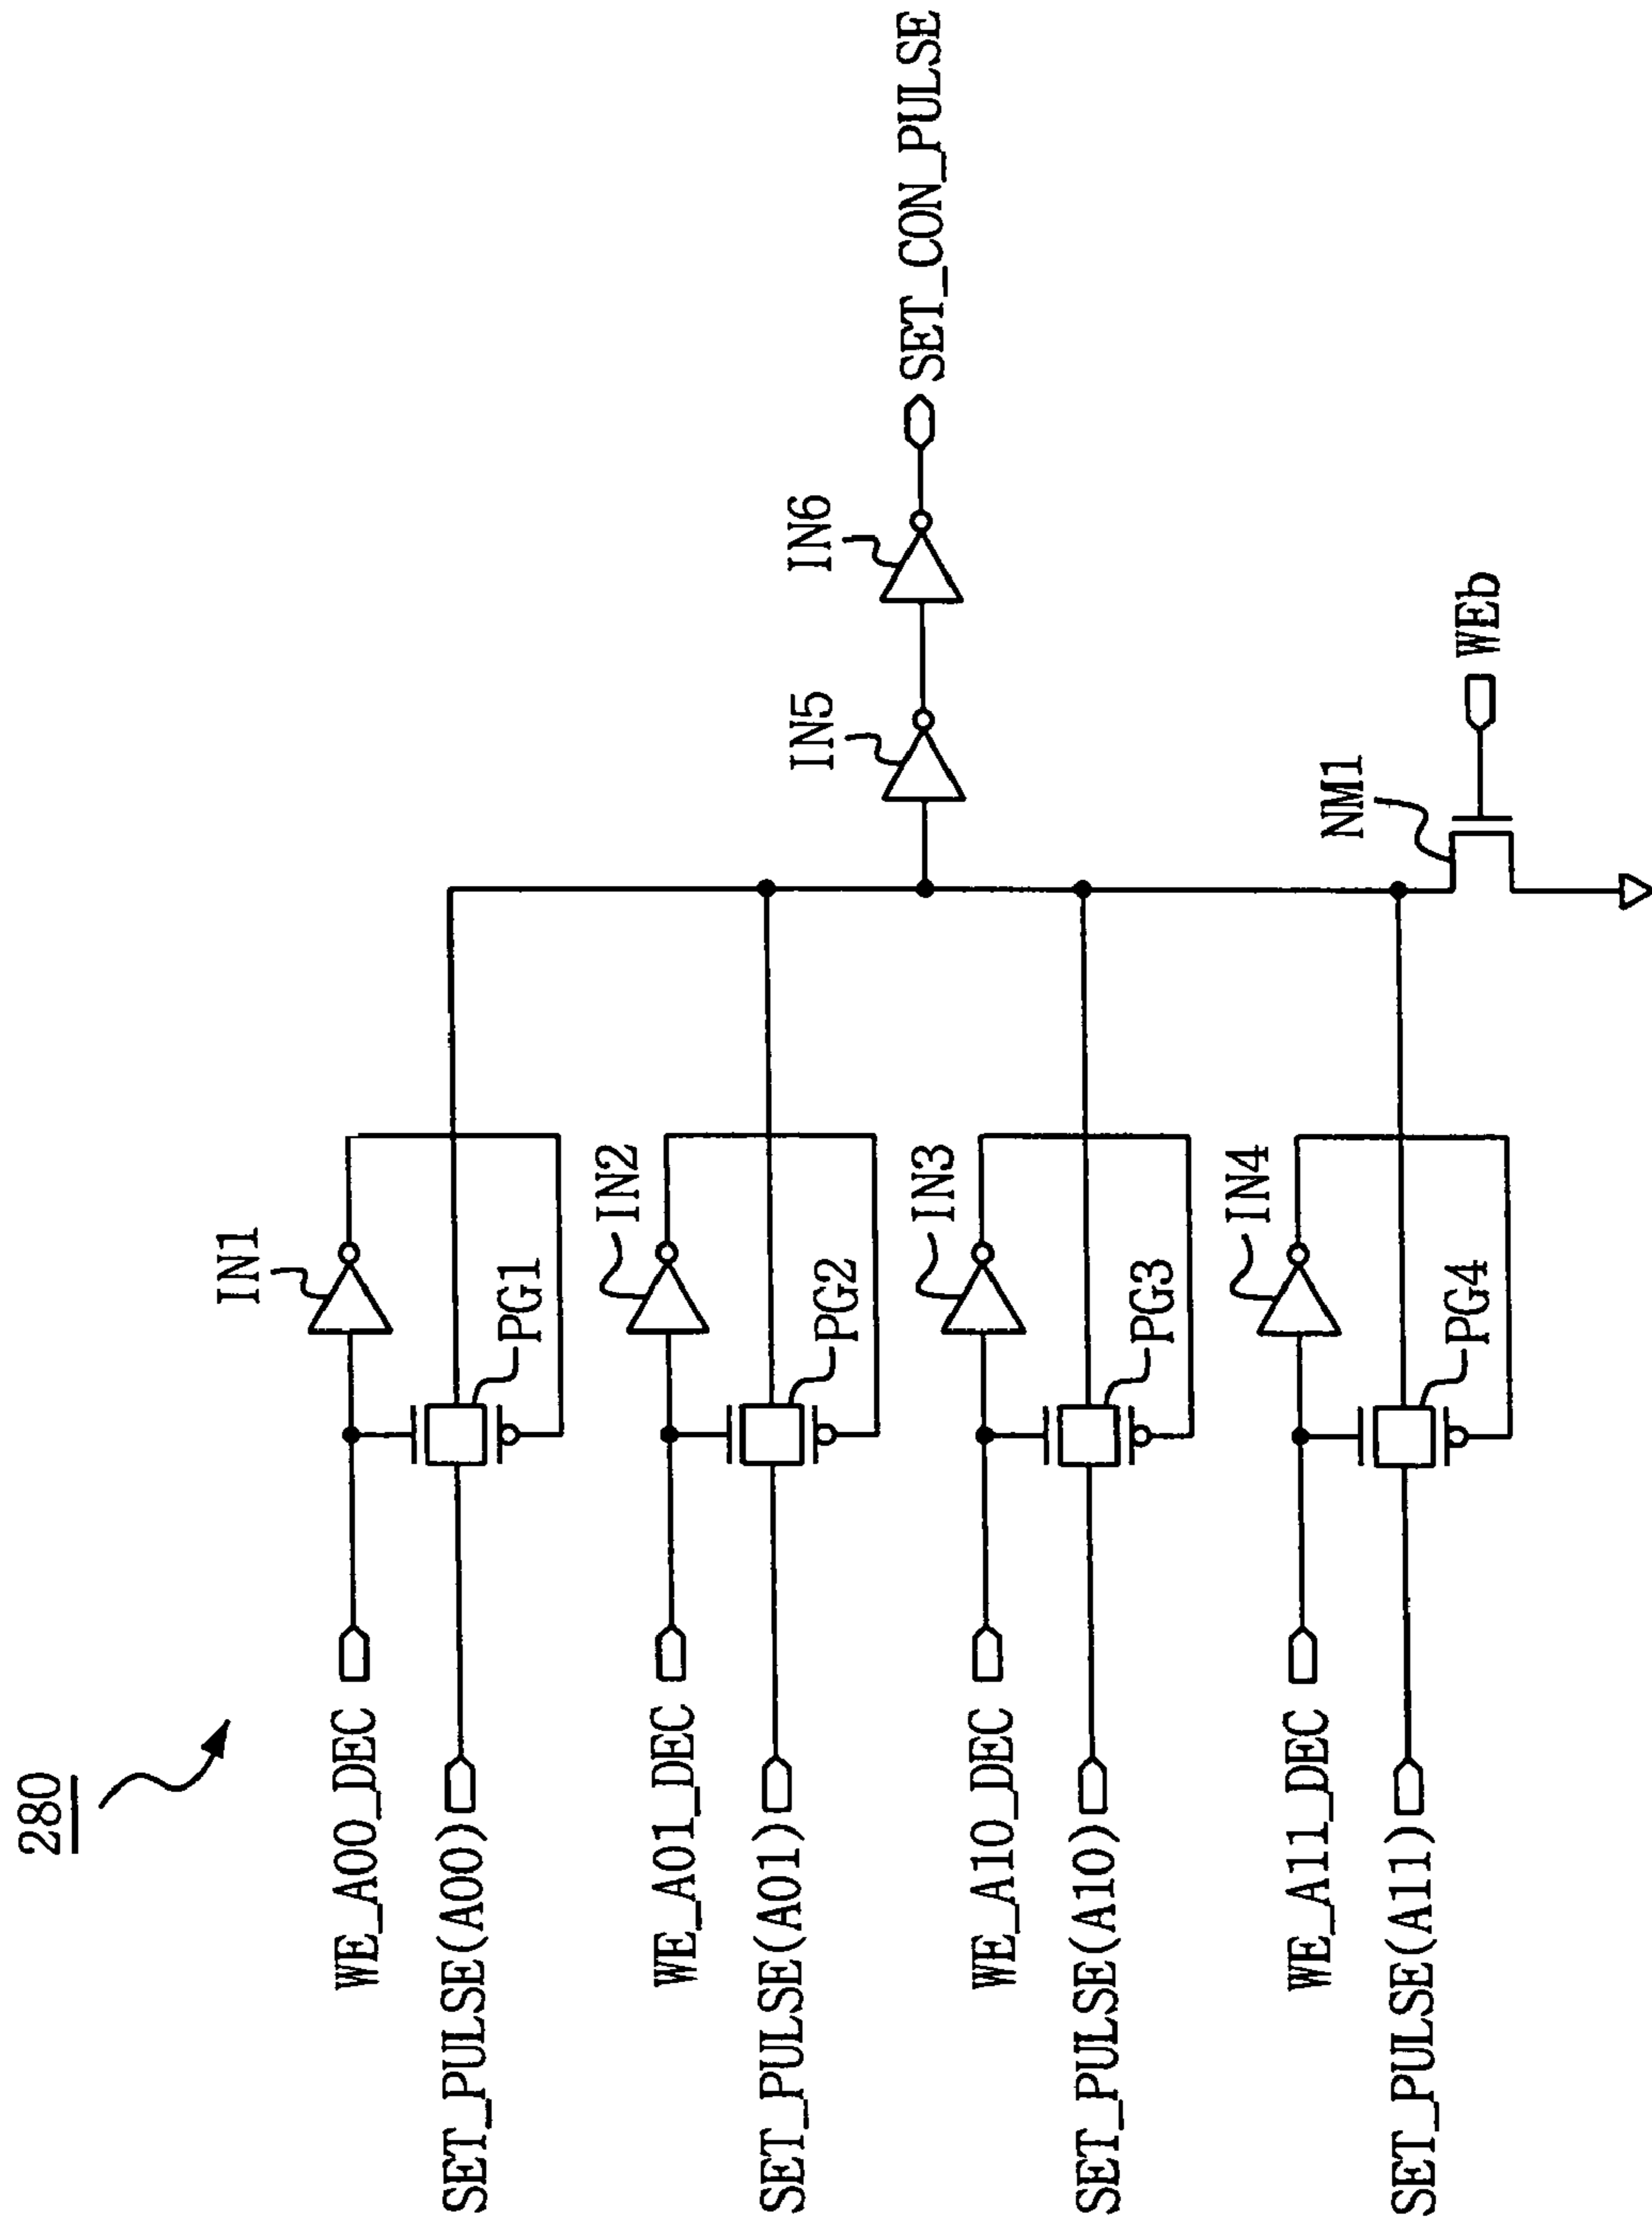 280
WE_A00_DEC
IN1
SET_PULSE(A00)
PG1
WE_A01_DEC
IN2
SET_PULSE(A01)
PG2
IN5
IN6
SET_CON_PULSE
WE_A10_DEC
IN3
SET_PULSE(A10)
PG3
WE_A11_DEC
IN4
SET_PULSE(A11)
PG4
NM1
WEb